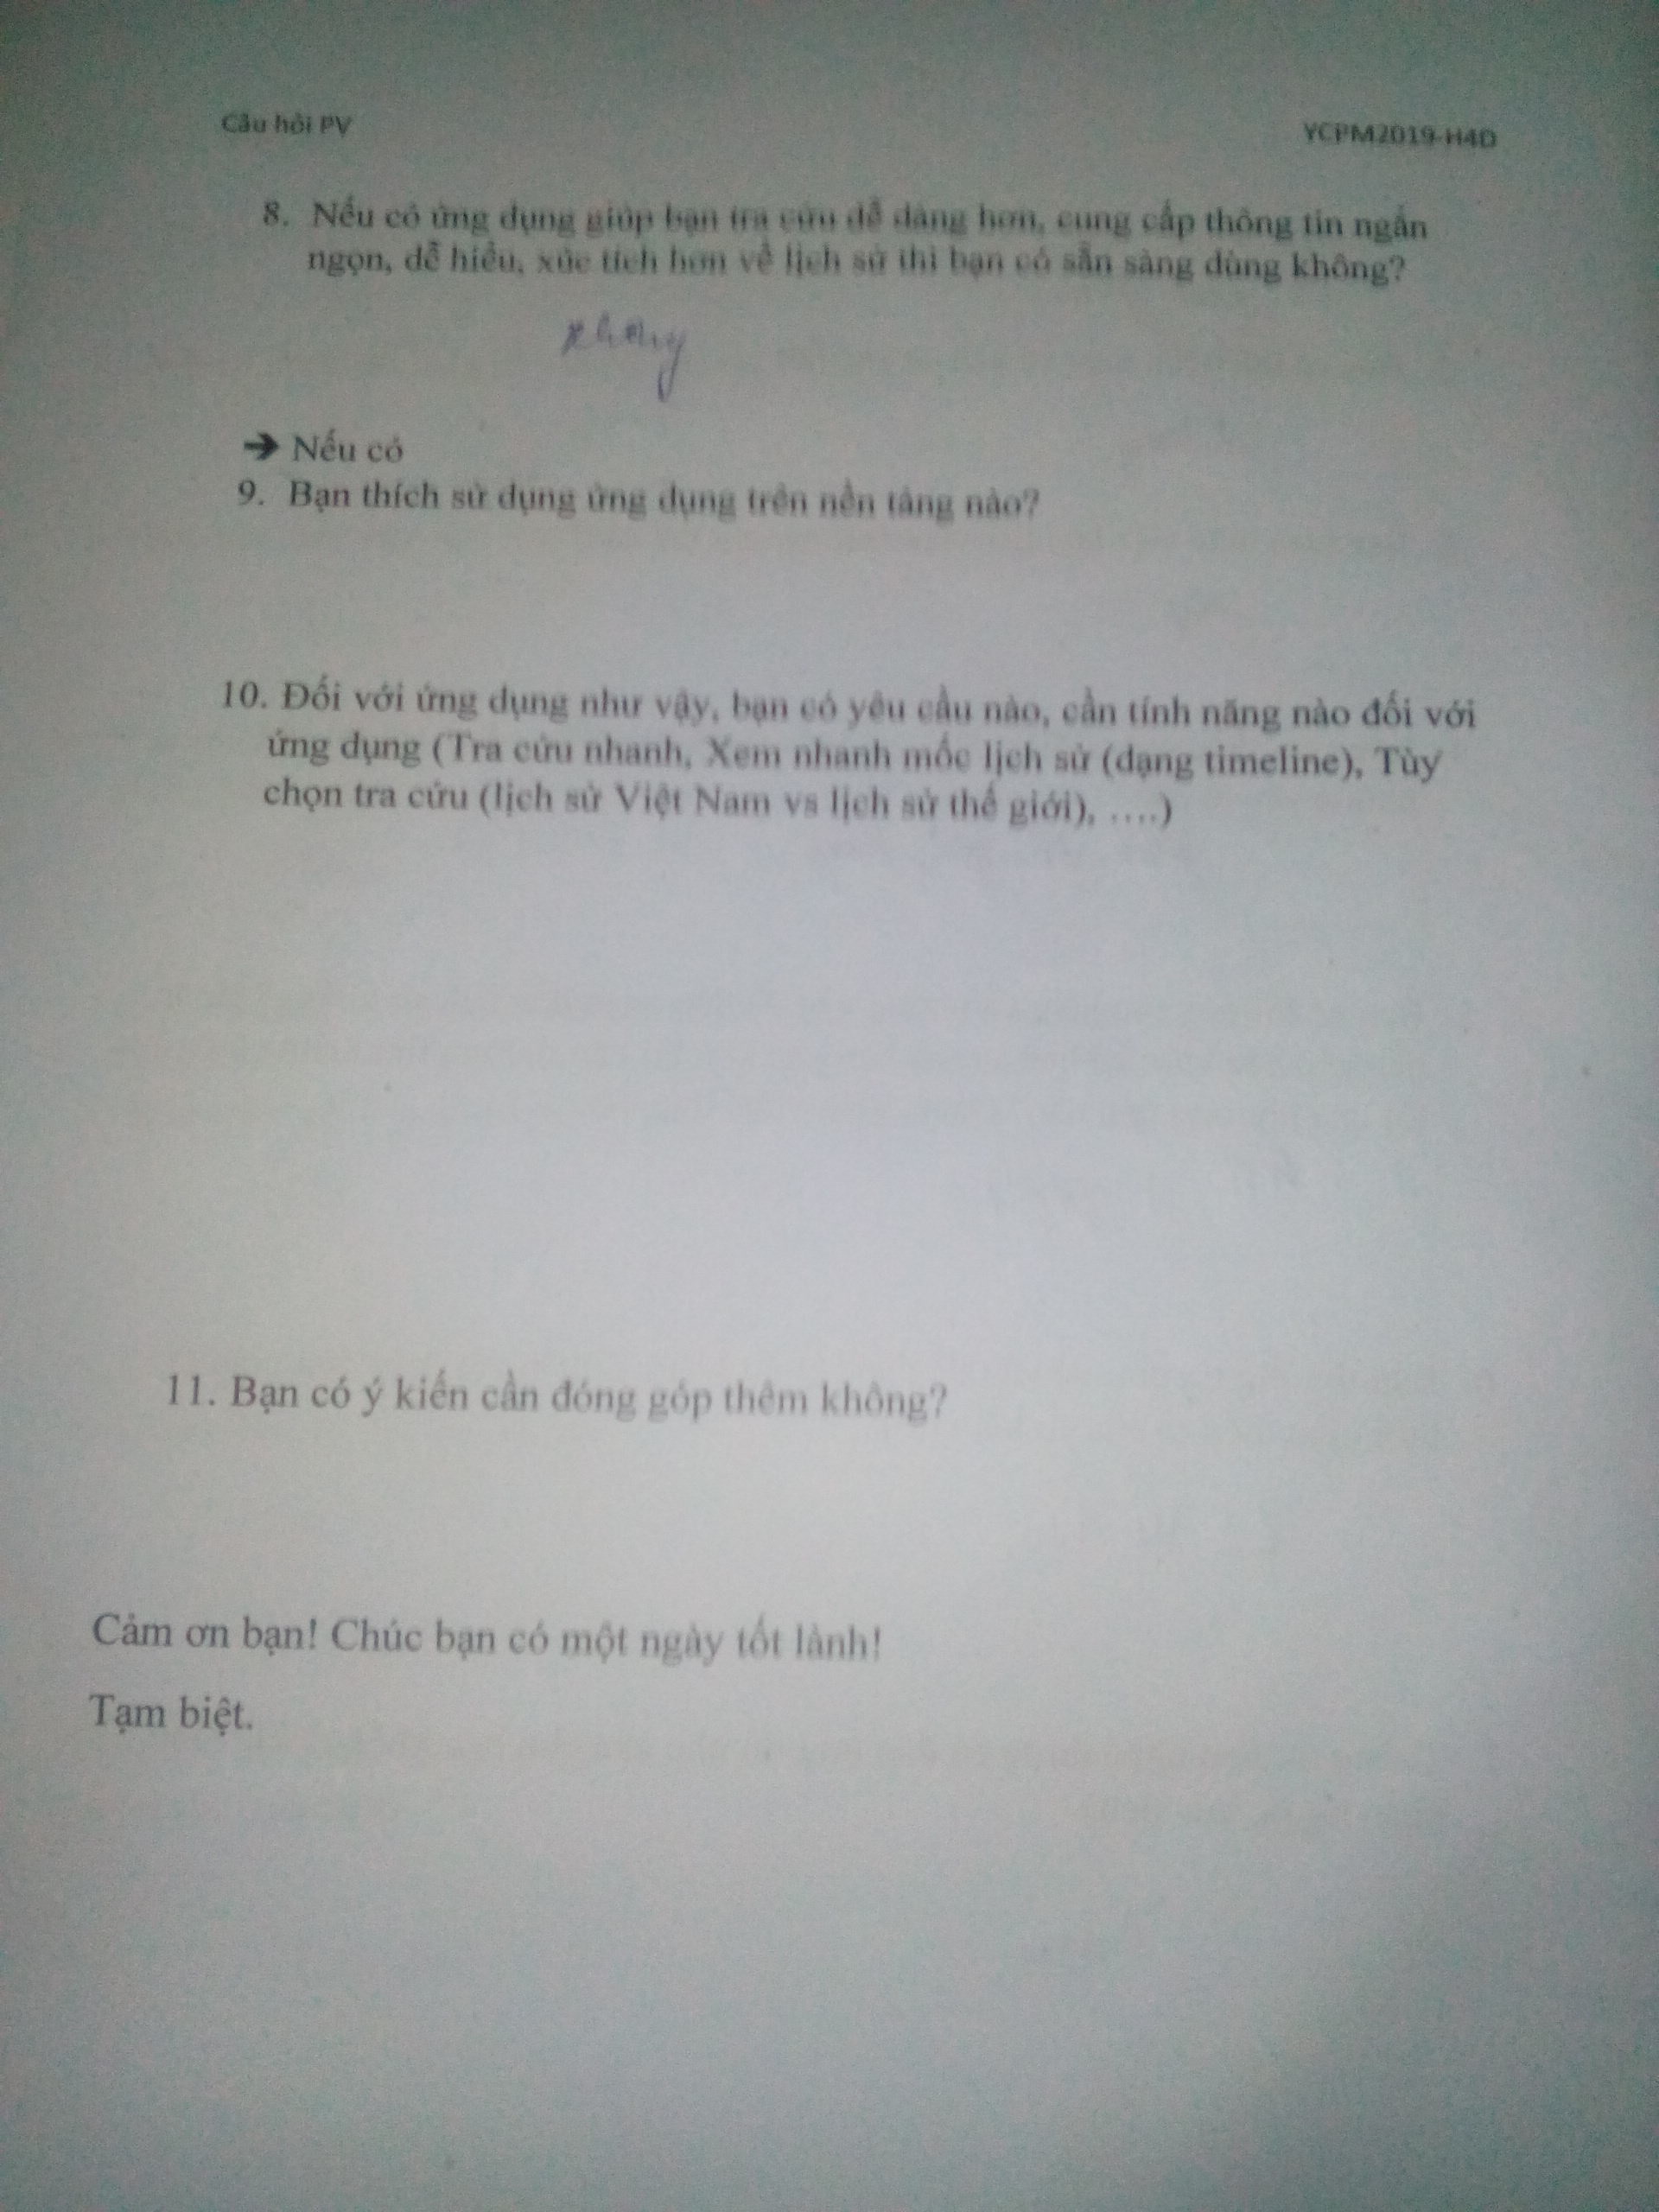 Câu hỏi PV
YCPM2019-H4D
8. Nếu có ứng dụng giúp bạn tra cứu dễ dàng hơn, cung cấp thông tin ngắn
ngọn, dễ hiểu, xúc tích hơn về lịch sử thì bạn có sẵn sàng dùng không?
không
➔ Nếu có
9. Bạn thích sử dụng ứng dụng trên nền tảng nào?
10. Đối với ứng dụng như vậy, bạn có yêu cầu nào, cần tính năng nào đối với
ứng dụng (Tra cứu nhanh, Xem nhanh mốc lịch sử (dạng timeline), Tùy
chọn tra cứu (lịch sử Việt Nam vs lịch sử thế giới), ....)
11. Bạn có ý kiến cần đóng góp thêm không?
Cảm ơn bạn! Chúc bạn có một ngày tốt lành!
Tạm biệt.